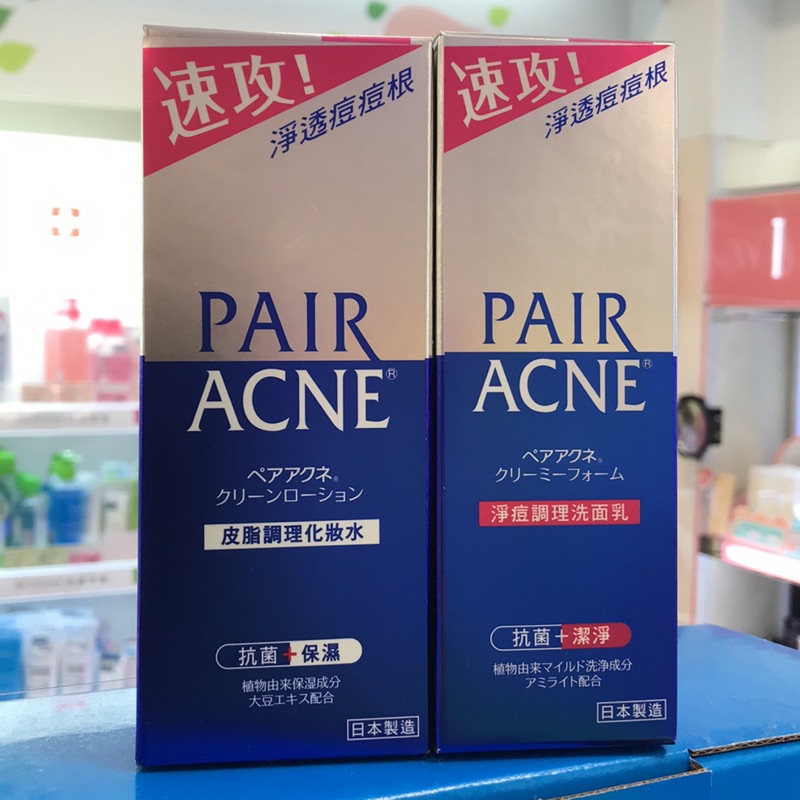 速攻!
淨透痘痘根
PAIR
ACNE®
ペアアクネ®
クリーンローション
皮脂調理化妝水
抗菌+保濕
植物由来保湿成分
大豆エキス配合
日本製造
速攻!
淨透痘痘根
PAIR
ACNE®
ペアアクネ®
クリーミーフォーム
淨痘調理洗面乳
抗菌+潔淨
植物由来マイルド洗浄成分
アミライト配合
日本製造